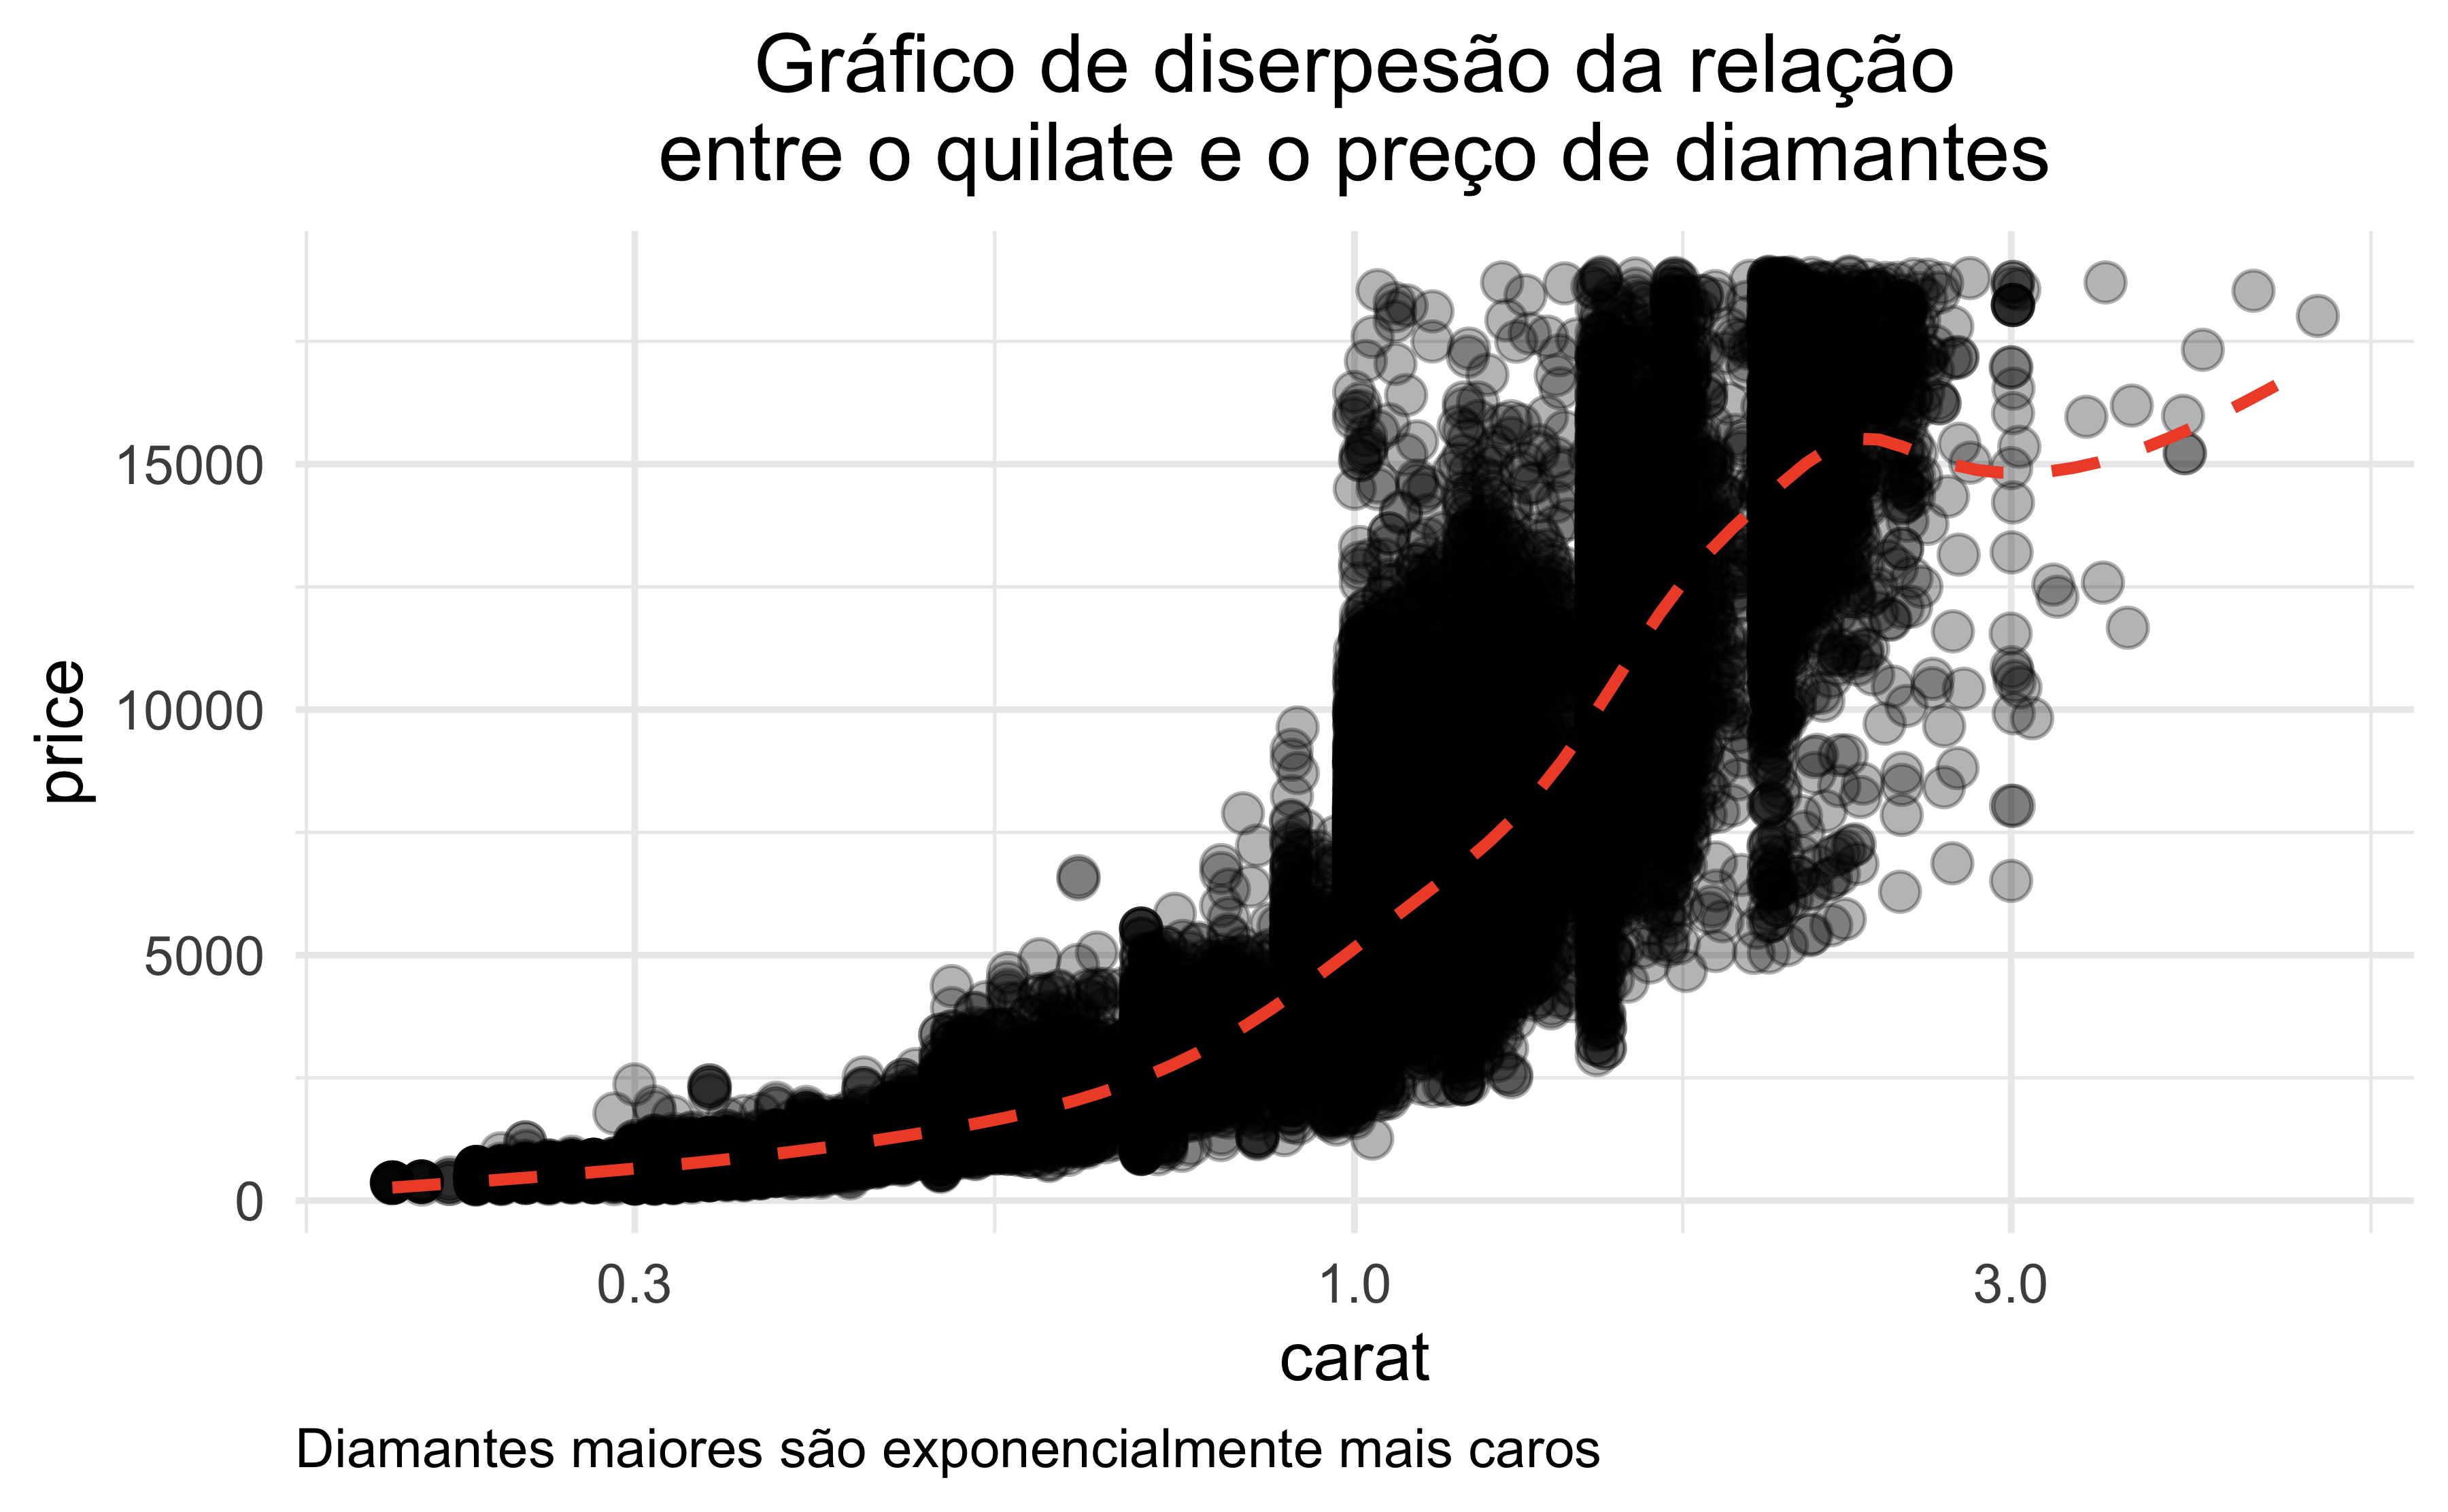 Gráfico de diserpesão da relação
entre o quilate e o preço de diamantes
price
15000
10000
5000
0
0.3
1.0
3.0
carat
Diamantes maiores são exponencialmente mais caros